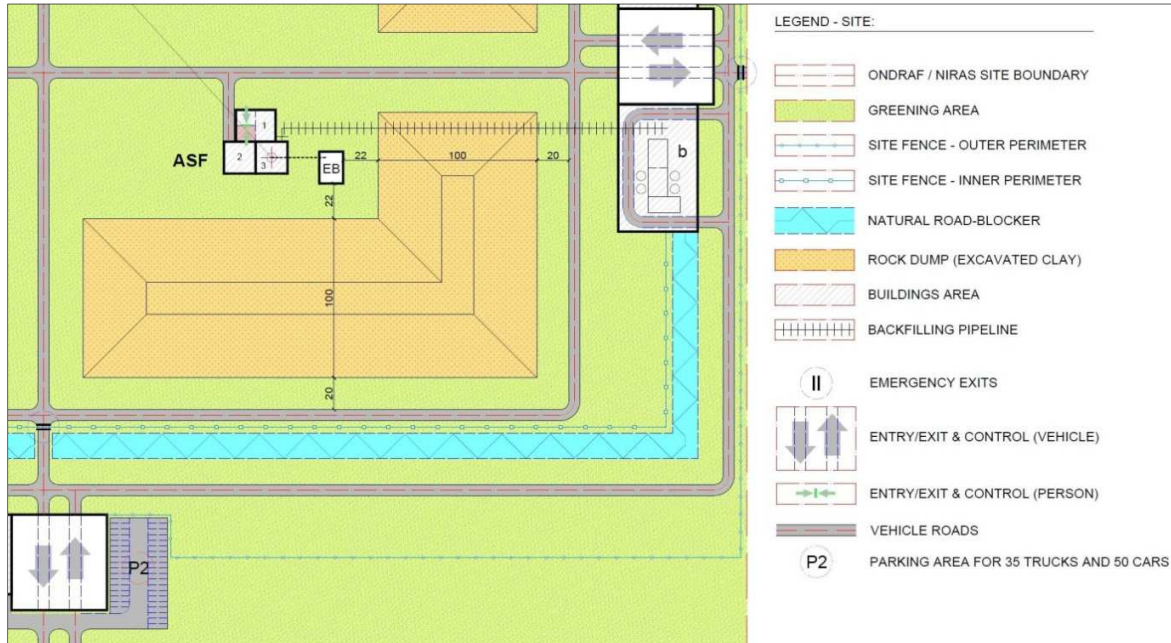 LEGEND - SITE:
ONDRAF / NIRAS SITE BOUNDARY
GREENING AREA
SITE FENCE - OUTER PERIMETER
SITE FENCE - INNER PERIMETER
NATURAL ROAD-BLOCKER
ROCK DUMP (EXCAVATED CLAY)
BUILDINGS AREA
BACKFILLING PIPELINE
II EMERGENCY EXITS
ENTRY/EXIT & CONTROL (VEHICLE)
ENTRY/EXIT & CONTROL (PERSON)
VEHICLE ROADS
P2 PARKING AREA FOR 35 TRUCKS AND 50 CARS
II
1
ASF 2 3 EB 22 100 20 b
22
100
20
P2